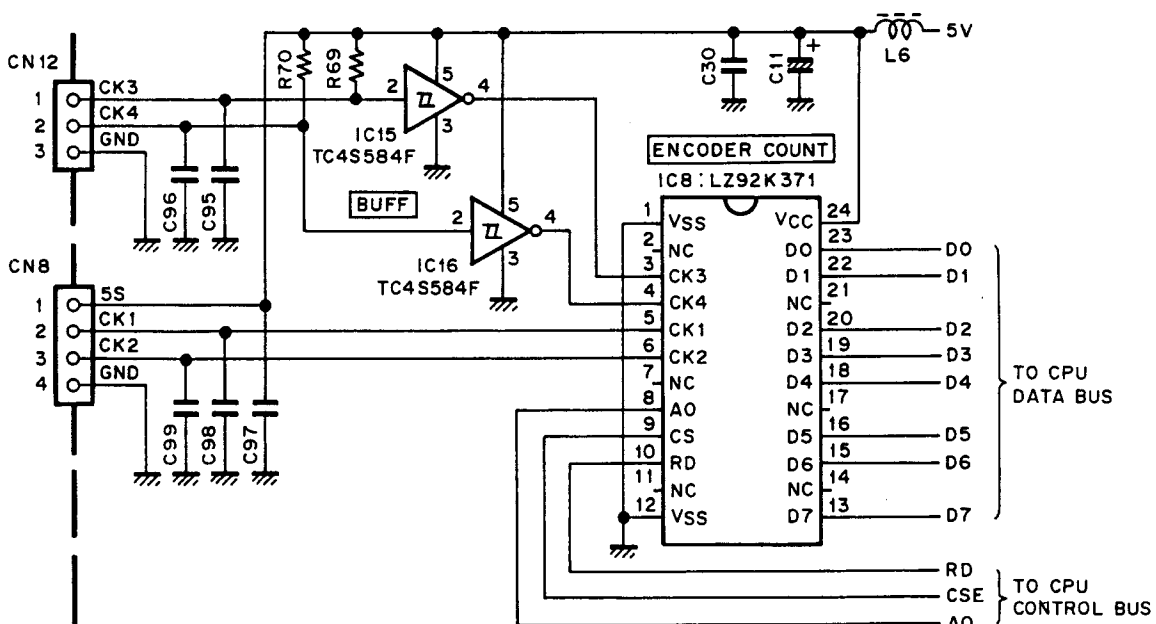 5V
L6
C30
C11
+
CN12
R70
R69
1 CK3
2 CK4
3 GND
2
5
4
3
IC15
TC4S584F
C96
C95
BUFF
2
5
4
3
IC16
TC4S584F
ENCODER COUNT
IC8:LZ92K371
CN8
1 5S
2 CK1
3 CK2
4 GND
C99
C98
C97
1 VSS
2 NC
3 CK3
4 CK4
5 CK1
6 CK2
7 NC
8 A0
9 CS
10 RD
11 NC
12 VSS
VCC 24
D0 23 D0
D1 22 D1
NC 21
D2 20 D2
D3 19 D3
D4 18 D4
NC 17
D5 16 D5
D6 15 D6
NC 14
D7 13 D7
TO CPU
DATA BUS
RD
CSE
A0
TO CPU
CONTROL BUS